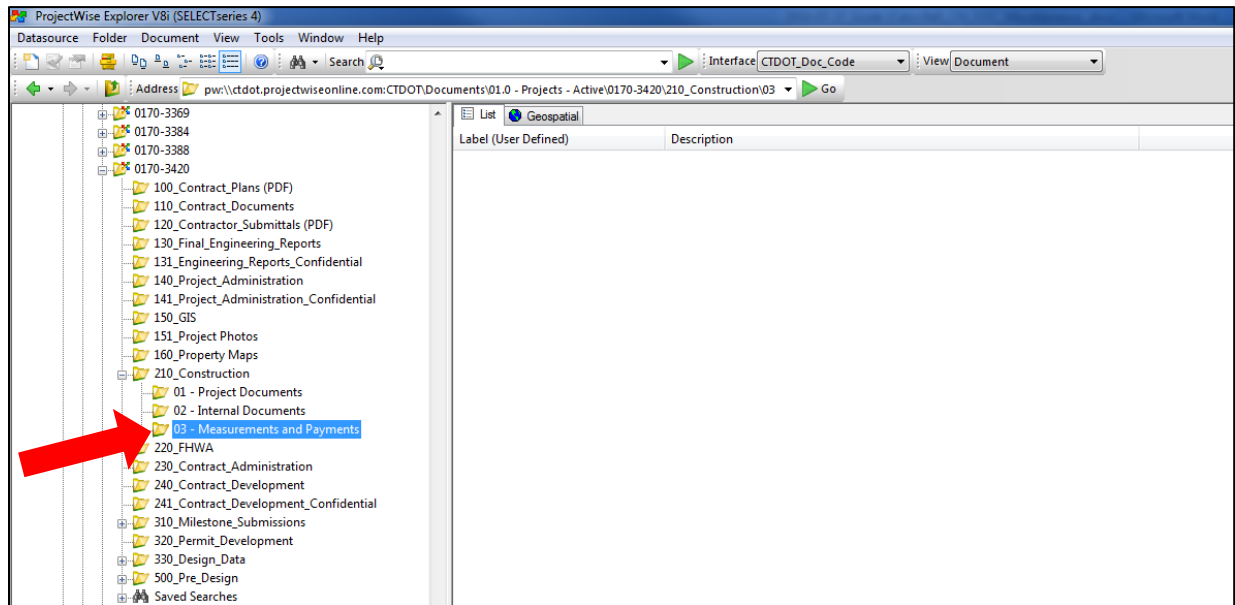 ProjectWise Explorer V8i (SELECTseries 4)
Datasource Folder Document View Tools Window Help
Search Interface CTDOT_Doc_Code View Document
Address pw:\\ctdot.projectwiseonline.com:CTDOT\Documents\01.0 - Projects - Active\0170-3420\210_Construction\03 Go
0170-3369
0170-3384
0170-3388
0170-3420
100_Contract_Plans (PDF)
110_Contract_Documents
120_Contractor_Submittals (PDF)
130_Final_Engineering_Reports
131_Engineering_Reports_Confidential
140_Project_Administration
141_Project_Administration_Confidential
150_GIS
151_Project Photos
160_Property Maps
210_Construction
01 - Project Documents
02 - Internal Documents
03 - Measurements and Payments
220_FHWA
230_Contract_Administration
240_Contract_Development
241_Contract_Development_Confidential
310_Milestone_Submissions
320_Permit_Development
330_Design_Data
500_Pre_Design
Saved Searches
List Geospatial
Label (User Defined) Description